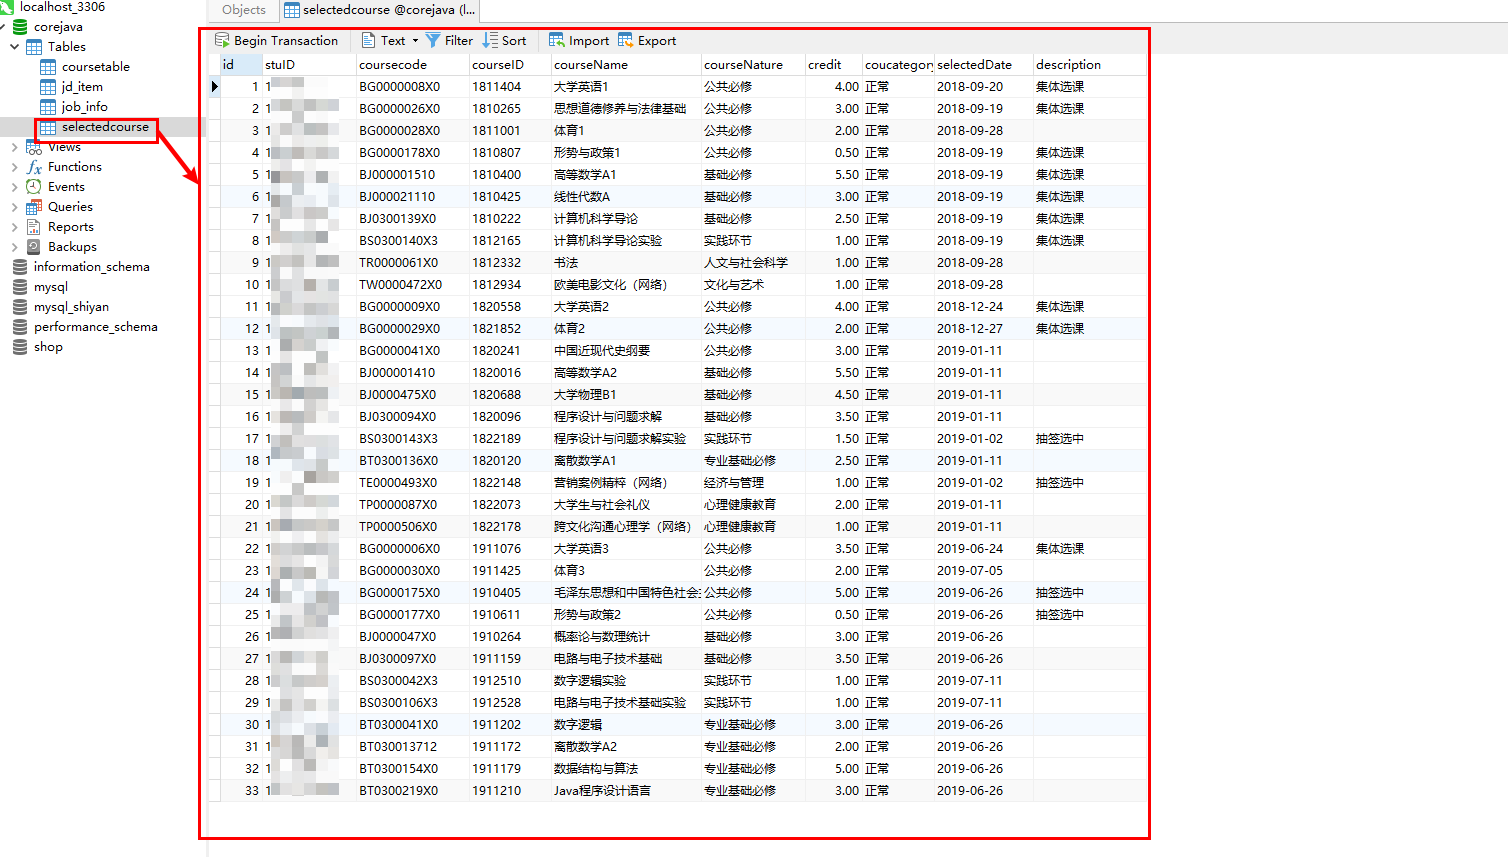 localhost_3306
corejava
Tables
coursetable
jd_item
job_info
selectedcourse
Views
Functions
Events
Queries
Reports
Backups
information_schema
mysql
mysql_shiyan
performance_schema
shop
Objects selectedcourse @corejava (l...
Begin Transaction Text Filter Sort Import Export
id stuID coursecode courseID courseName courseNature credit coucategory selectedDate description
1 1 BG0000008X0 1811404 大学英语1 公共必修 4.00 正常 2018-09-20 集体选课
2 1 BG0000026X0 1810265 思想道德修养与法律基础 公共必修 3.00 正常 2018-09-19 集体选课
3 1 BG0000028X0 1811001 体育1 公共必修 2.00 正常 2018-09-28
4 1 BG0000178X0 1810807 形势与政策1 公共必修 0.50 正常 2018-09-19 集体选课
5 1 BJ000001510 1810400 高等数学A1 基础必修 5.50 正常 2018-09-19 集体选课
6 1 BJ000021110 1810425 线性代数A 基础必修 3.00 正常 2018-09-19 集体选课
7 1 BJ0300139X0 1810222 计算机科学导论 基础必修 2.50 正常 2018-09-19 集体选课
8 1 BS0300140X3 1812165 计算机科学导论实验 实践环节 1.00 正常 2018-09-19 集体选课
9 1 TR0000061X0 1812332 书法 人文与社会科学 1.00 正常 2018-09-28
10 1 TW0000472X0 1812934 欧美电影文化（网络） 文化与艺术 1.00 正常 2018-09-28
11 1 BG0000009X0 1820558 大学英语2 公共必修 4.00 正常 2018-12-24 集体选课
12 1 BG0000029X0 1821852 体育2 公共必修 2.00 正常 2018-12-27 集体选课
13 1 BG0000041X0 1820241 中国近现代史纲要 公共必修 3.00 正常 2019-01-11
14 1 BJ000001410 1820016 高等数学A2 基础必修 5.50 正常 2019-01-11
15 1 BJ0000475X0 1820688 大学物理B1 基础必修 4.50 正常 2019-01-11
16 1 BJ0300094X0 1820096 程序设计与问题求解 基础必修 3.50 正常 2019-01-11
17 1 BS0300143X3 1822189 程序设计与问题求解实验 实践环节 1.50 正常 2019-01-02 抽签选中
18 1 BT0300136X0 1820120 离散数学A1 专业基础必修 2.50 正常 2019-01-11
19 1 TE0000493X0 1822148 营销案例精粹（网络） 经济与管理 1.00 正常 2019-01-02 抽签选中
20 1 TP0000087X0 1822073 大学生与社会礼仪 心理健康教育 2.00 正常 2019-01-11
21 1 TP0000506X0 1822178 跨文化沟通心理学（网络） 心理健康教育 1.00 正常 2019-01-11
22 1 BG0000006X0 1911076 大学英语3 公共必修 3.50 正常 2019-06-24 集体选课
23 1 BG0000030X0 1911425 体育3 公共必修 2.00 正常 2019-07-05
24 1 BG0000175X0 1910405 毛泽东思想和中国特色社会 公共必修 5.00 正常 2019-06-26 抽签选中
25 1 BG0000177X0 1910611 形势与政策2 公共必修 0.50 正常 2019-06-26 抽签选中
26 1 BJ0000047X0 1910264 概率论与数理统计 基础必修 3.00 正常 2019-06-26
27 1 BJ0300097X0 1911159 电路与电子技术基础 基础必修 3.50 正常 2019-06-26
28 1 BS0300042X3 1912510 数字逻辑实验 实践环节 1.00 正常 2019-07-11
29 1 BS0300106X3 1912528 电路与电子技术基础实验 实践环节 1.00 正常 2019-07-11
30 1 BT0300041X0 1911202 数字逻辑 专业基础必修 3.00 正常 2019-06-26
31 1 BT030013712 1911172 离散数学A2 专业基础必修 2.00 正常 2019-06-26
32 1 BT0300154X0 1911179 数据结构与算法 专业基础必修 5.00 正常 2019-06-26
33 1 BT0300219X0 1911210 Java程序设计语言 专业基础必修 3.00 正常 2019-06-26